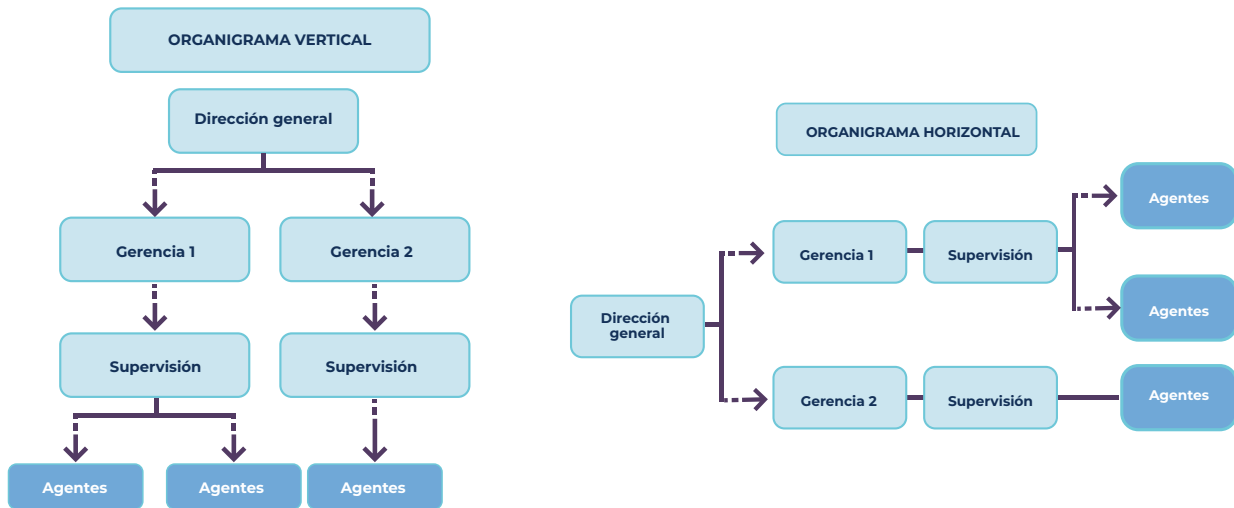 ORGANIGRAMA VERTICAL
Dirección general
Gerencia 1
Gerencia 2
Supervisión
Supervisión
Agentes
Agentes
Agentes
ORGANIGRAMA HORIZONTAL
Dirección
general
Gerencia 1
Supervisión
Agentes
Agentes
Gerencia 2
Supervisión
Agentes